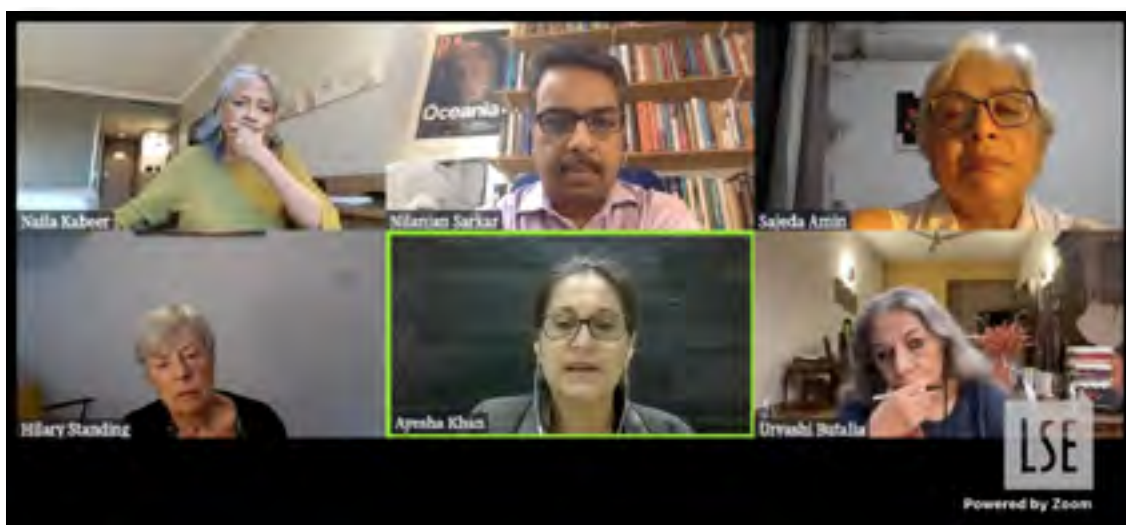 Oceania
Naila Kabeer
Nilanjan Sarkar
Sajeda Amin
Hilary Standing
Ayesha Khan
Urvashi Butalia
LSE
Powered by Zoom